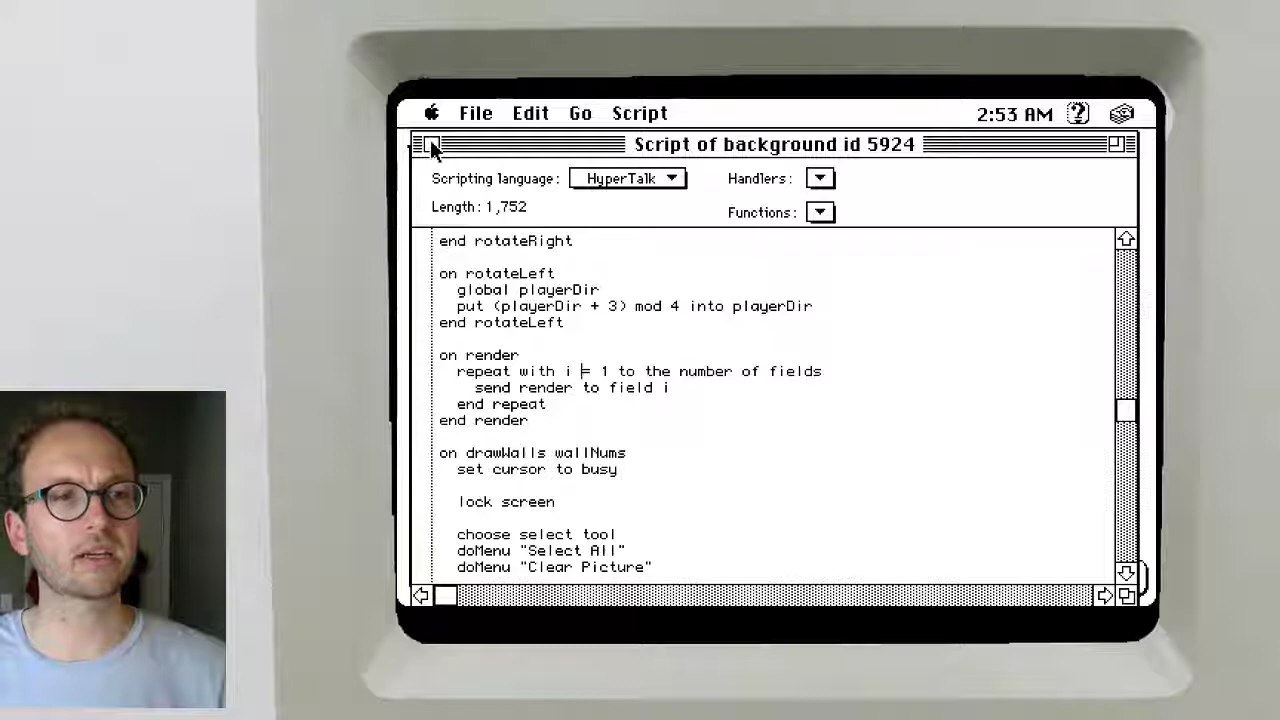 File Edit Go Script 2:53 AM
Script of background id 5924
Scripting language: HyperTalk Handlers:
Length: 1,752 Functions:
end rotateRight
on rotateLeft
global playerDir
put (playerDir + 3) mod 4 into playerDir
end rotateLeft
on render
repeat with i = 1 to the number of fields
send render to field i
end repeat
end render
on drawWalls wallNums
set cursor to busy
lock screen
choose select tool
doMenu "Select All"
doMenu "Clear Picture"